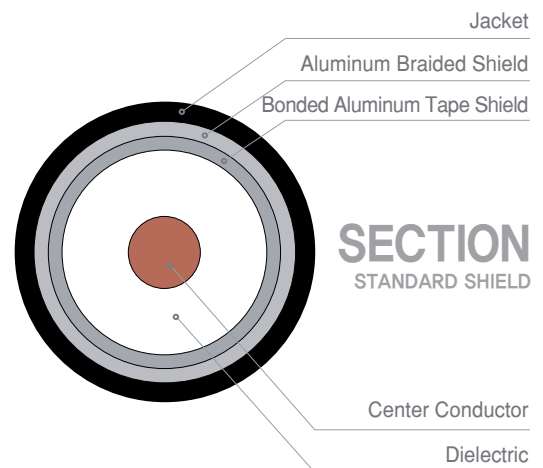 Jacket
Aluminum Braided Shield
Bonded Aluminum Tape Shield
SECTION
STANDARD SHIELD
Center Conductor
Dielectric